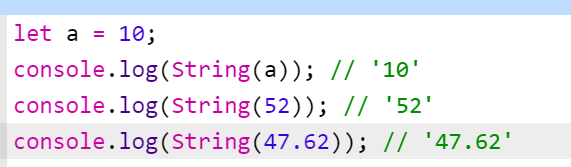 let a = 10;
console.log(String(a)); // '10'
console.log(String(52)); // '52'
console.log(String(47.62)); // '47.62'